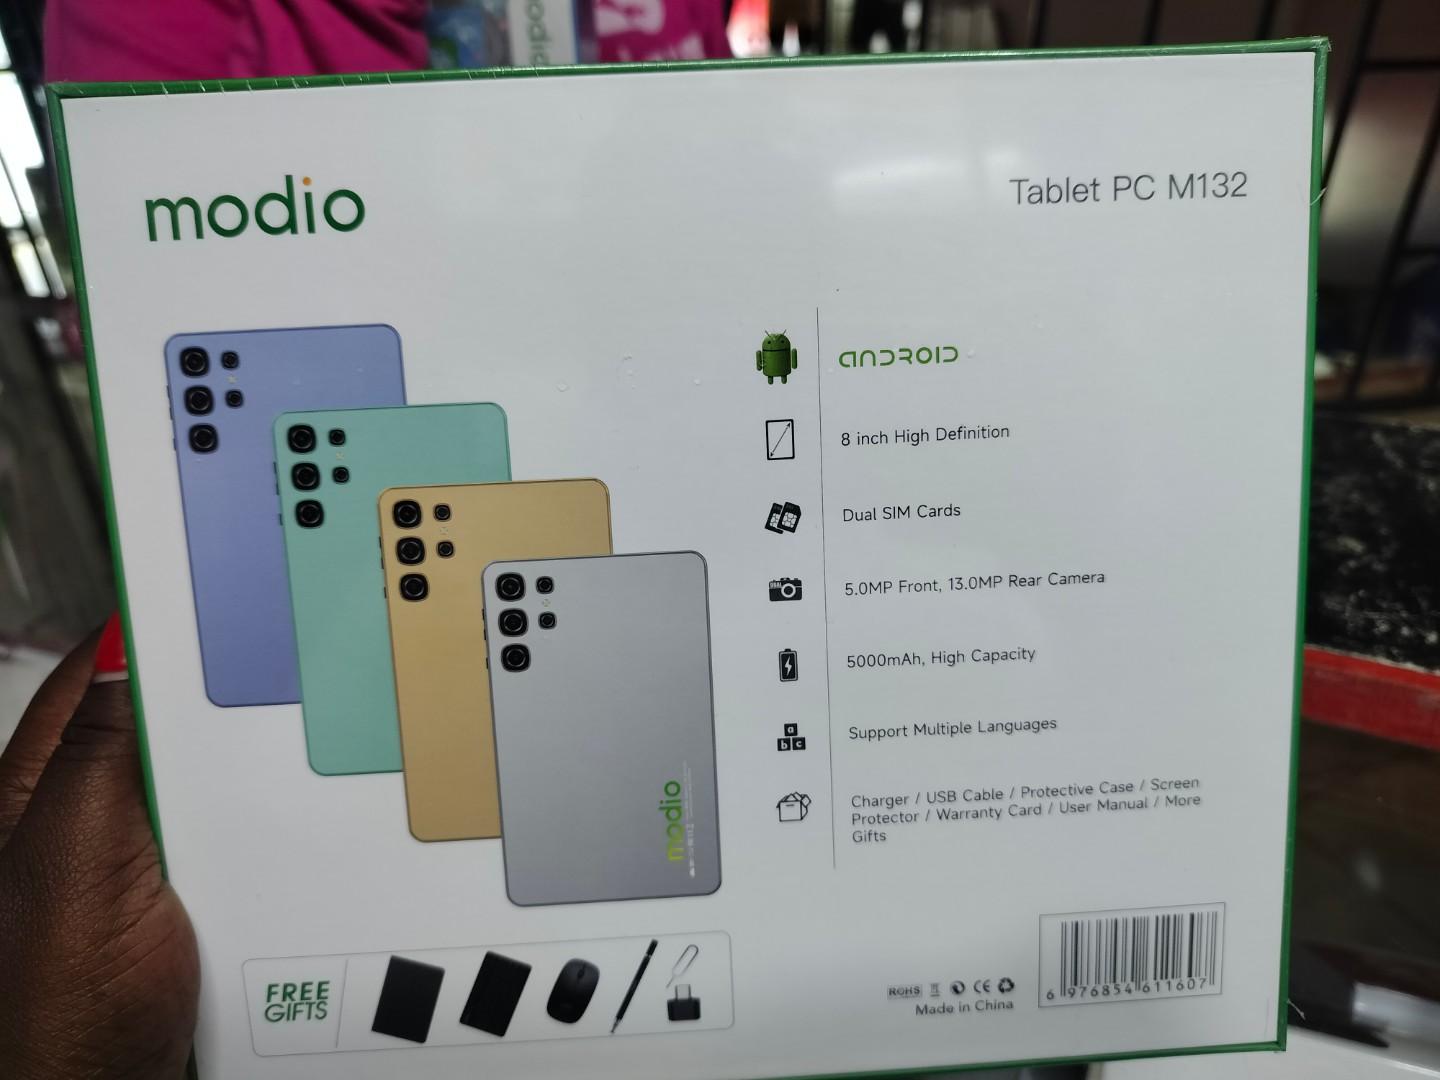 modio
Tablet PC M132
ANDROID
8 inch High Definition
Dual SIM Cards
5.0MP Front, 13.0MP Rear Camera
5000mAh, High Capacity
Support Multiple Languages
Charger / USB Cable / Protective Case / Screen
Protector / Warranty Card / User Manual / More
Gifts
modio
FREE
GIFTS
ROHS
CE
Made in China
6 976854 611607